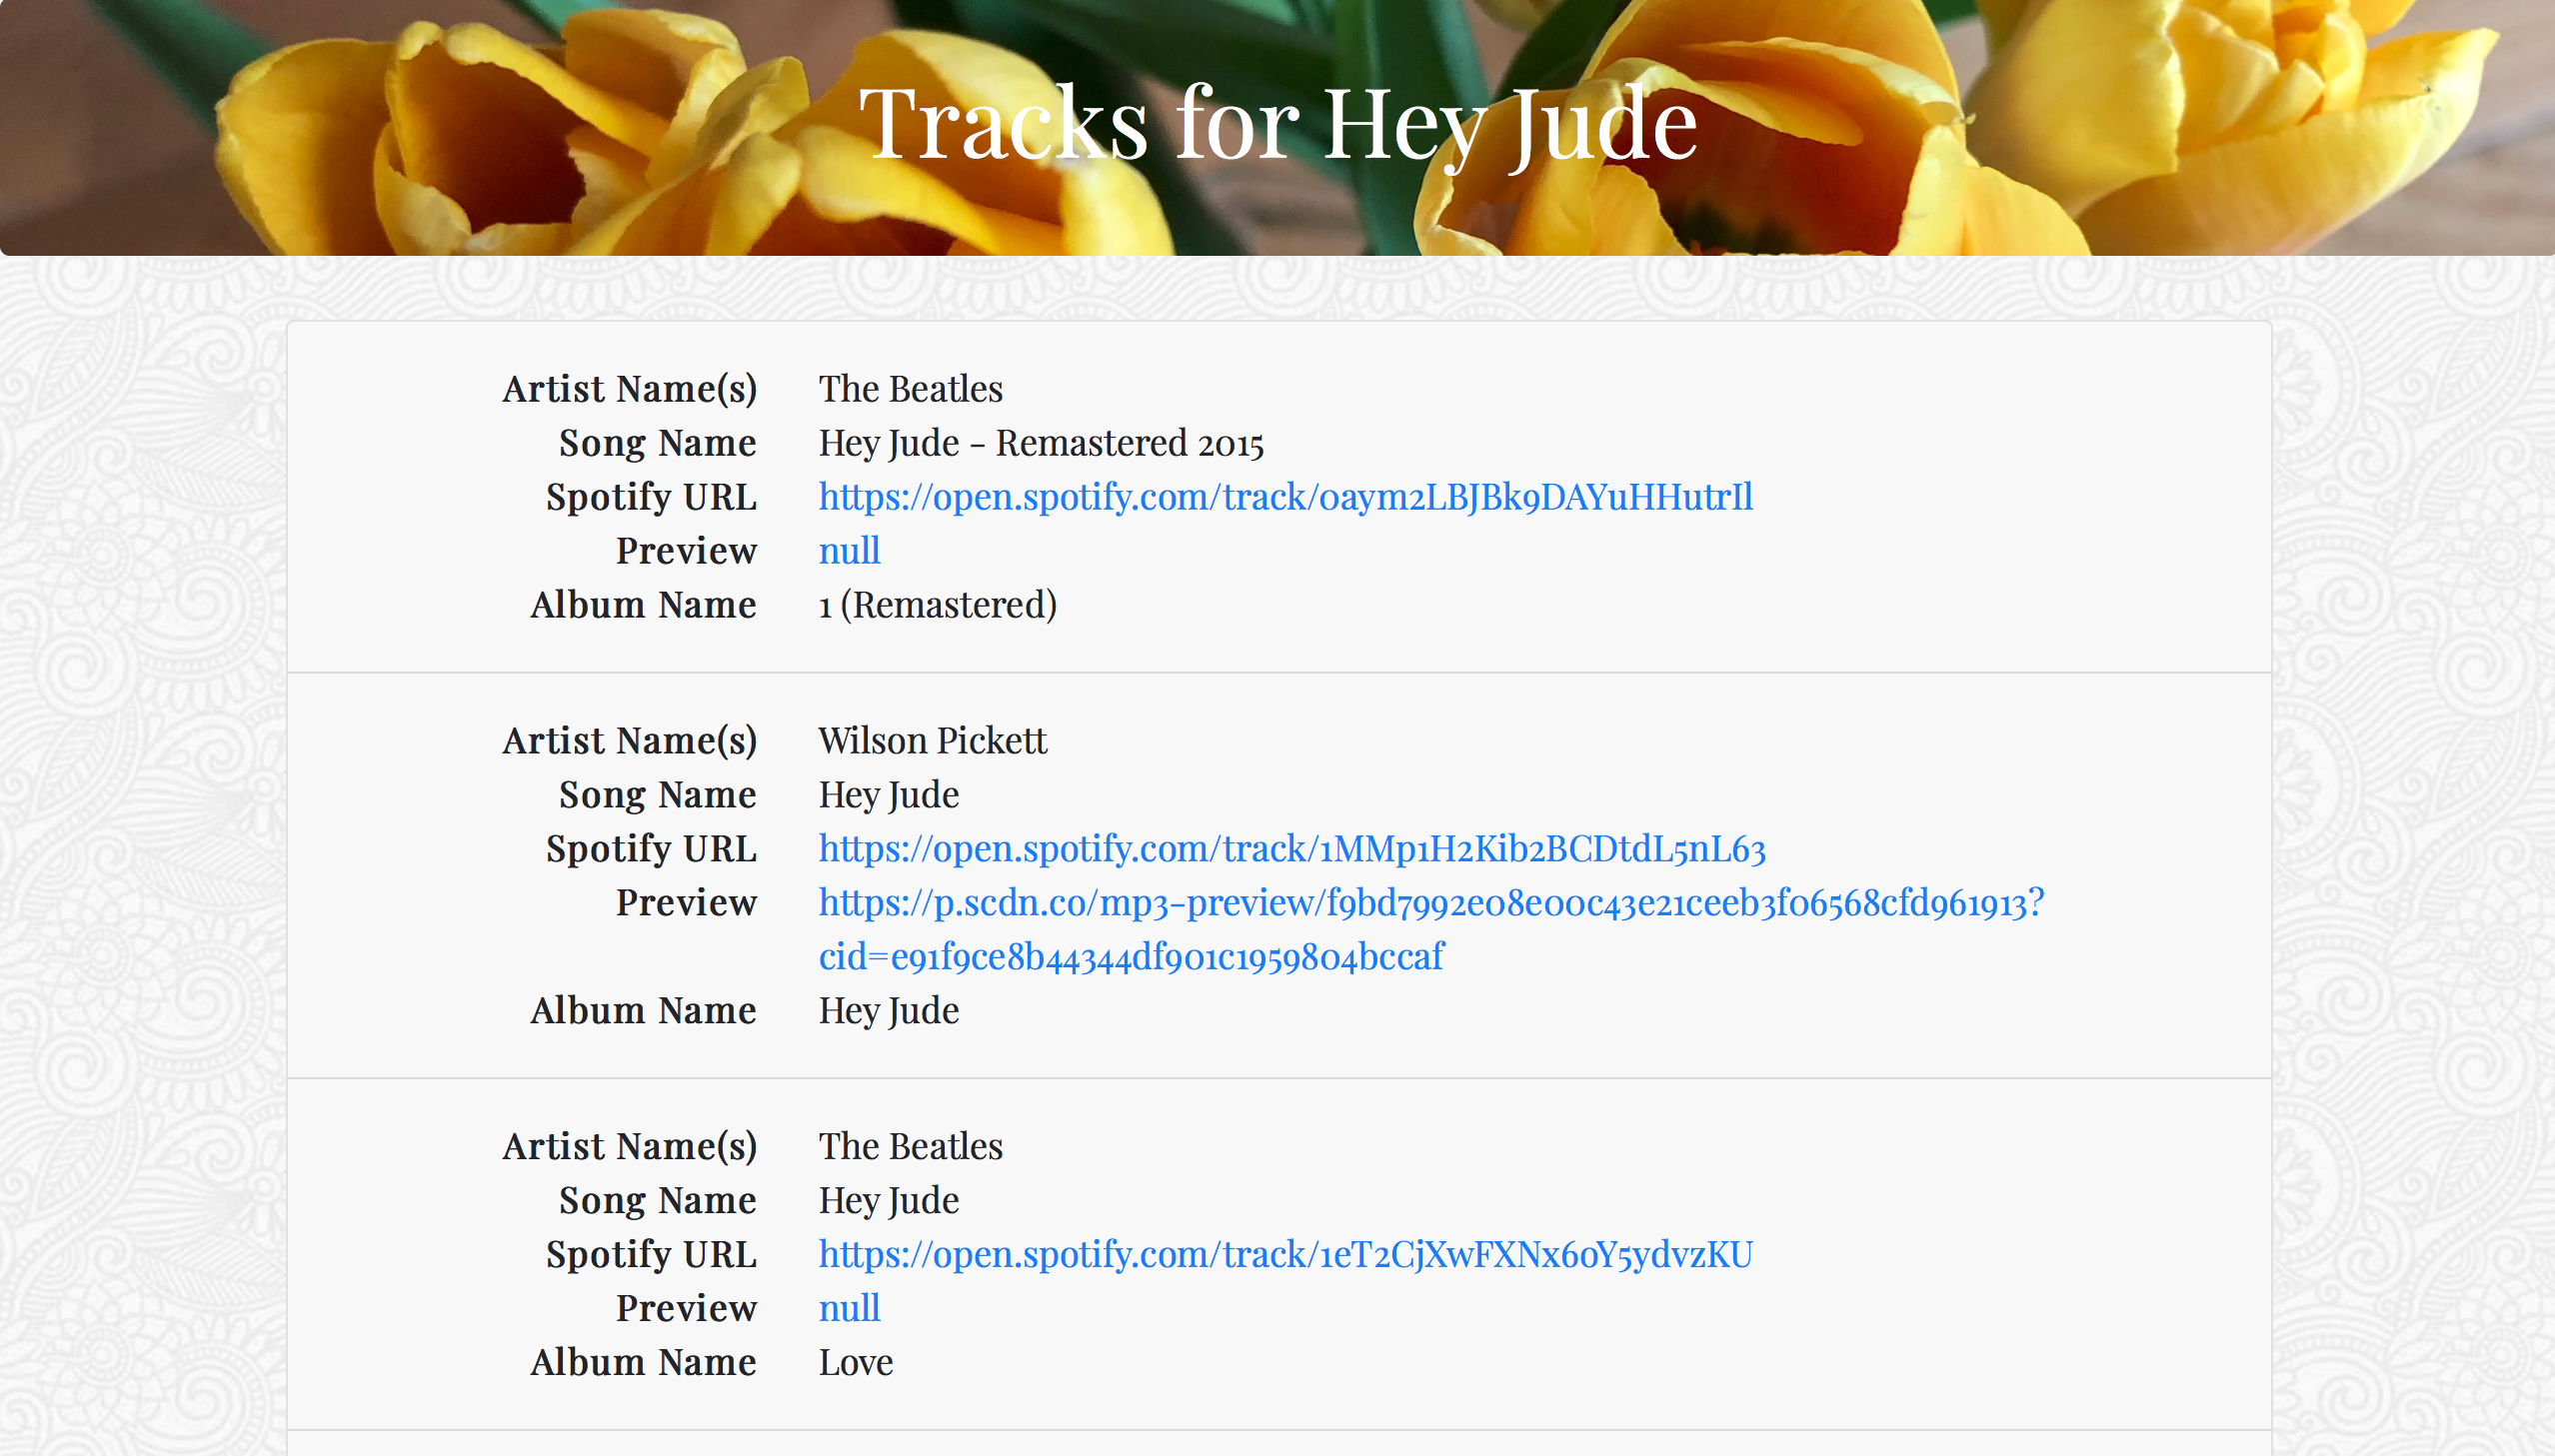 Tracks for Hey Jude
Artist Name(s) The Beatles
Song Name Hey Jude - Remastered 2015
Spotify URL https://open.spotify.com/track/0aym2LBJBk9DAYuHHutrIl
Preview null
Album Name 1 (Remastered)
Artist Name(s) Wilson Pickett
Song Name Hey Jude
Spotify URL https://open.spotify.com/track/1MMp1H2Kib2BCDtdL5nL63
Preview https://p.scdn.co/mp3-preview/f9bd7992e08e00c43e21ceeb3f06568cfd961913?
cid=e91f9ce8b44344df901c1959804bccaf
Album Name Hey Jude
Artist Name(s) The Beatles
Song Name Hey Jude
Spotify URL https://open.spotify.com/track/1eT2CjXwFXNx6oY5ydvzKU
Preview null
Album Name Love